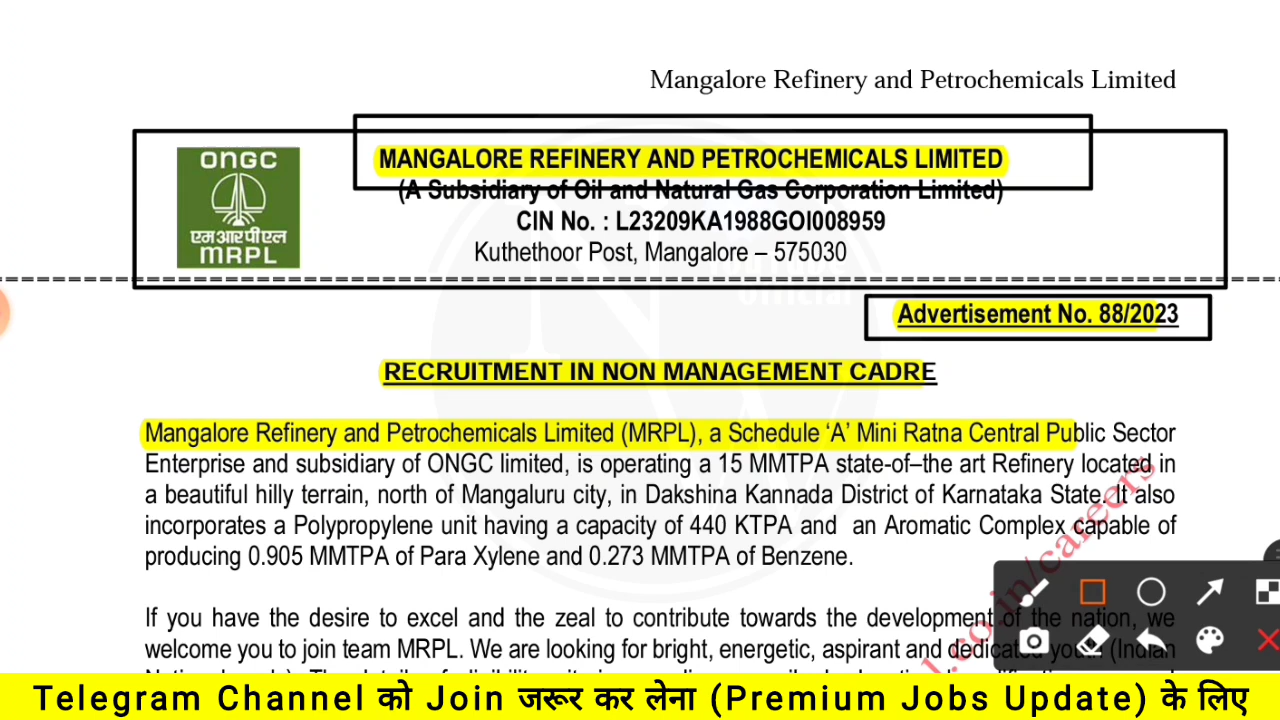 Mangalore Refinery and Petrochemicals Limited
ONGC
एमआरपीएल
MRPL
MANGALORE REFINERY AND PETROCHEMICALS LIMITED
(A Subsidiary of Oil and Natural Gas Corporation Limited)
CIN No. : L23209KA1988GOI008959
Kuthethoor Post, Mangalore – 575030
Official
Advertisement No. 88/2023
RECRUITMENT IN NON MANAGEMENT CADRE
Mangalore Refinery and Petrochemicals Limited (MRPL), a Schedule ‘A’ Mini Ratna Central Public Sector
Enterprise and subsidiary of ONGC limited, is operating a 15 MMTPA state-of–the art Refinery located in
a beautiful hilly terrain, north of Mangaluru city, in Dakshina Kannada District of Karnataka State. It also
incorporates a Polypropylene unit having a capacity of 440 KTPA and an Aromatic Complex capable of
producing 0.905 MMTPA of Para Xylene and 0.273 MMTPA of Benzene.
If you have the desire to excel and the zeal to contribute towards the development of the nation, we
welcome you to join team MRPL. We are looking for bright, energetic, aspirant and dedicated youth (Indian
l.co.in/careers
Telegram Channel को Join जरूर कर लेना (Premium Jobs Update) के लिए